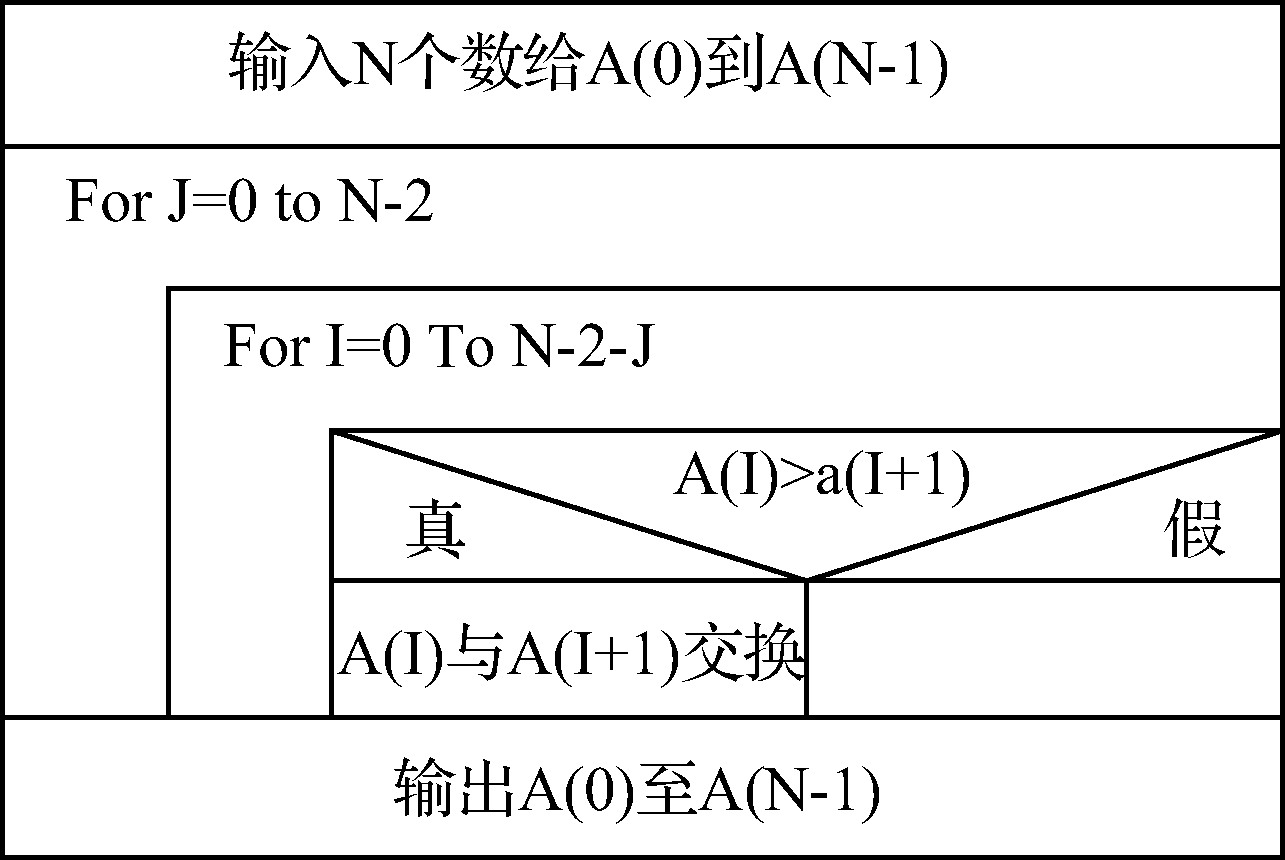 输入N个数给A(0)到A(N-1)
For J=0 to N-2
For I=0 To N-2-J
A(I)>a(I+1)
真
假
A(I)与A(I+1)交换
输出A(0)至A(N-1)